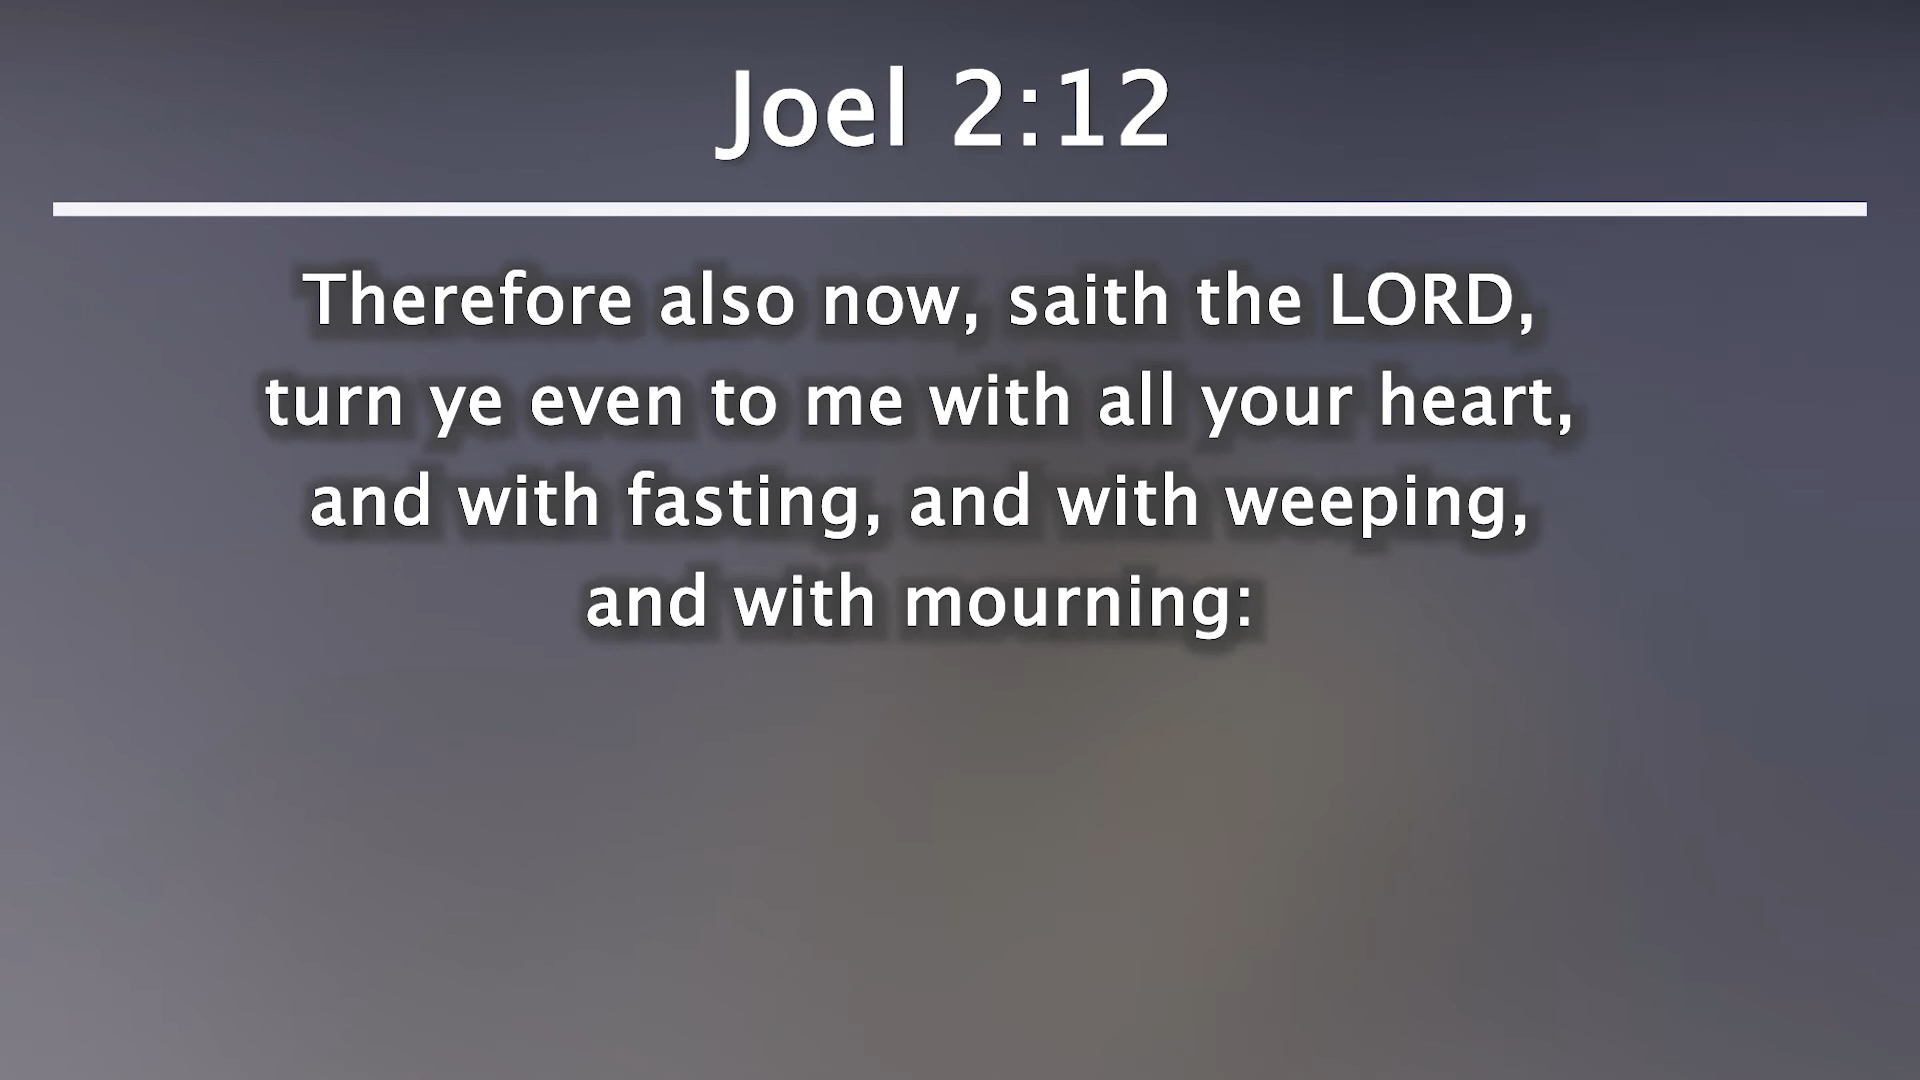 Joel 2:12
Therefore also now, saith the LORD,
turn ye even to me with all your heart,
and with fasting, and with weeping,
and with mourning: